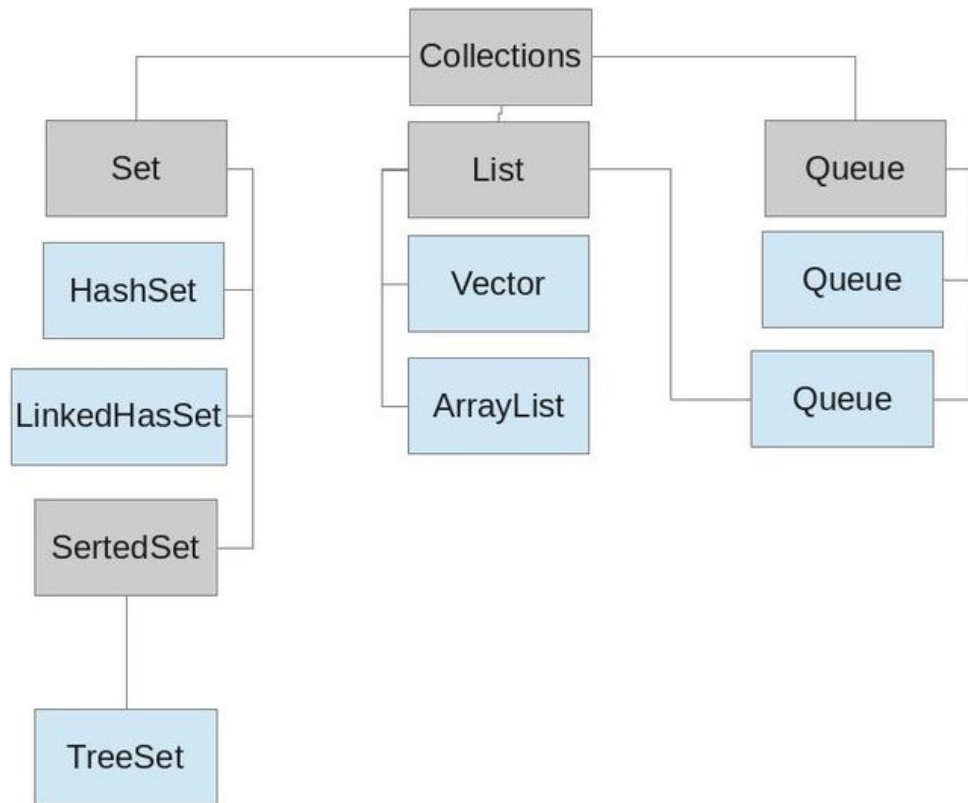 Collections
Set
List
Queue
HashSet
Vector
Queue
LinkedHasSet
ArrayList
Queue
SertedSet
TreeSet